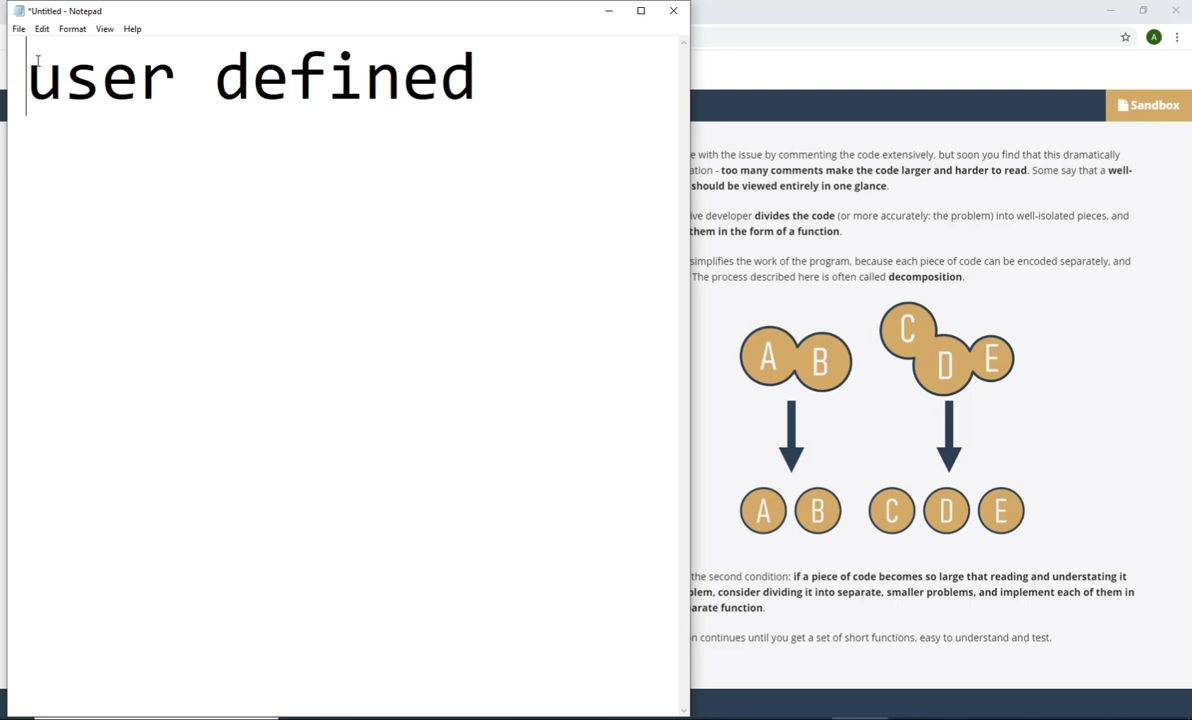 *Untitled - Notepad
File Edit Format View Help
user defined
A
Sandbox
e with the issue by commenting the code extensively, but soon you find that this dramatically
ation - too many comments make the code larger and harder to read. Some say that a well-
should be viewed entirely in one glance.
ive developer divides the code (or more accurately: the problem) into well-isolated pieces, and
them in the form of a function.
simplifies the work of the program, because each piece of code can be encoded separately, and
The process described here is often called decomposition.
A B C D E
A B C D E
the second condition: if a piece of code becomes so large that reading and understating it
blem, consider dividing it into separate, smaller problems, and implement each of them in
arate function.
n continues until you get a set of short functions, easy to understand and test.